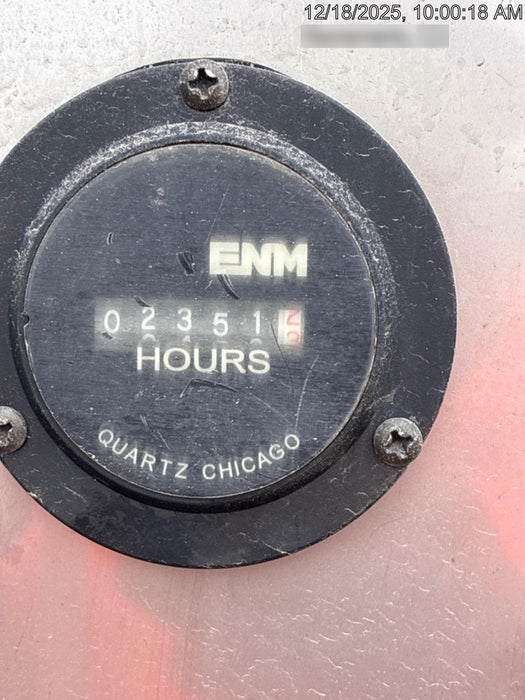 12/18/2025, 10:00:18 AM
ENM
02351
HOURS
QUARTZ CHICAGO